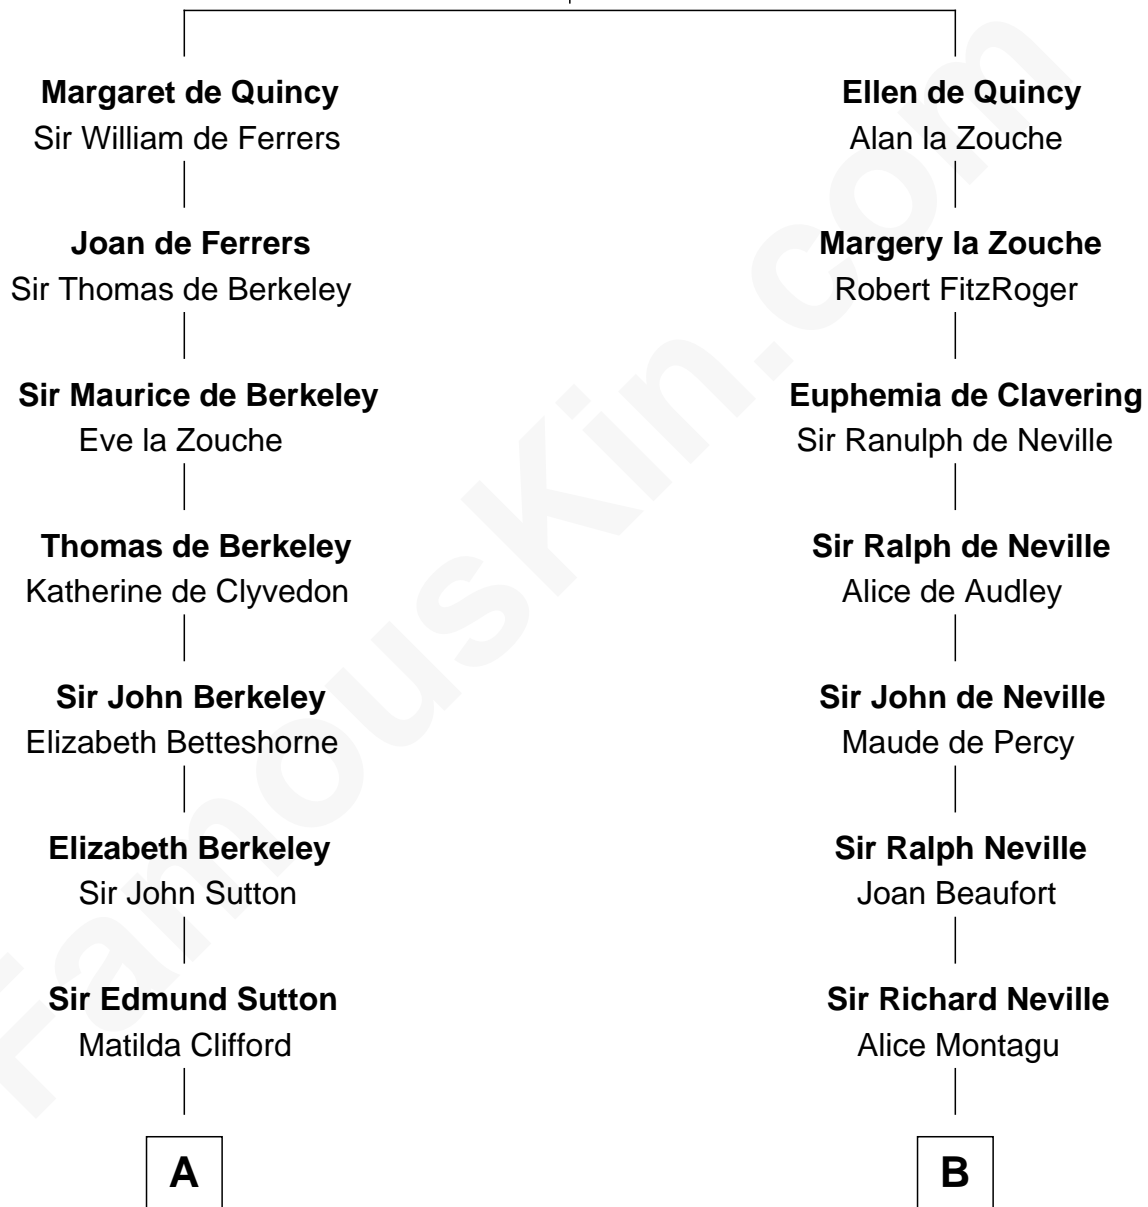 Margaret de Quincy
Sir William de Ferrers
Joan de Ferrers
Sir Thomas de Berkeley
Sir Maurice de Berkeley
Eve la Zouche
Thomas de Berkeley
Katherine de Clyvedon
Sir John Berkeley
Elizabeth Betteshorne
Elizabeth Berkeley
Sir John Sutton
Sir Edmund Sutton
Matilda Clifford
A
Ellen de Quincy
Alan la Zouche
Margery la Zouche
Robert FitzRoger
Euphemia de Clavering
Sir Ranulph de Neville
Sir Ralph de Neville
Alice de Audley
Sir John de Neville
Maude de Percy
Sir Ralph Neville
Joan Beaufort
Sir Richard Neville
Alice Montagu
B
FamousKin.com